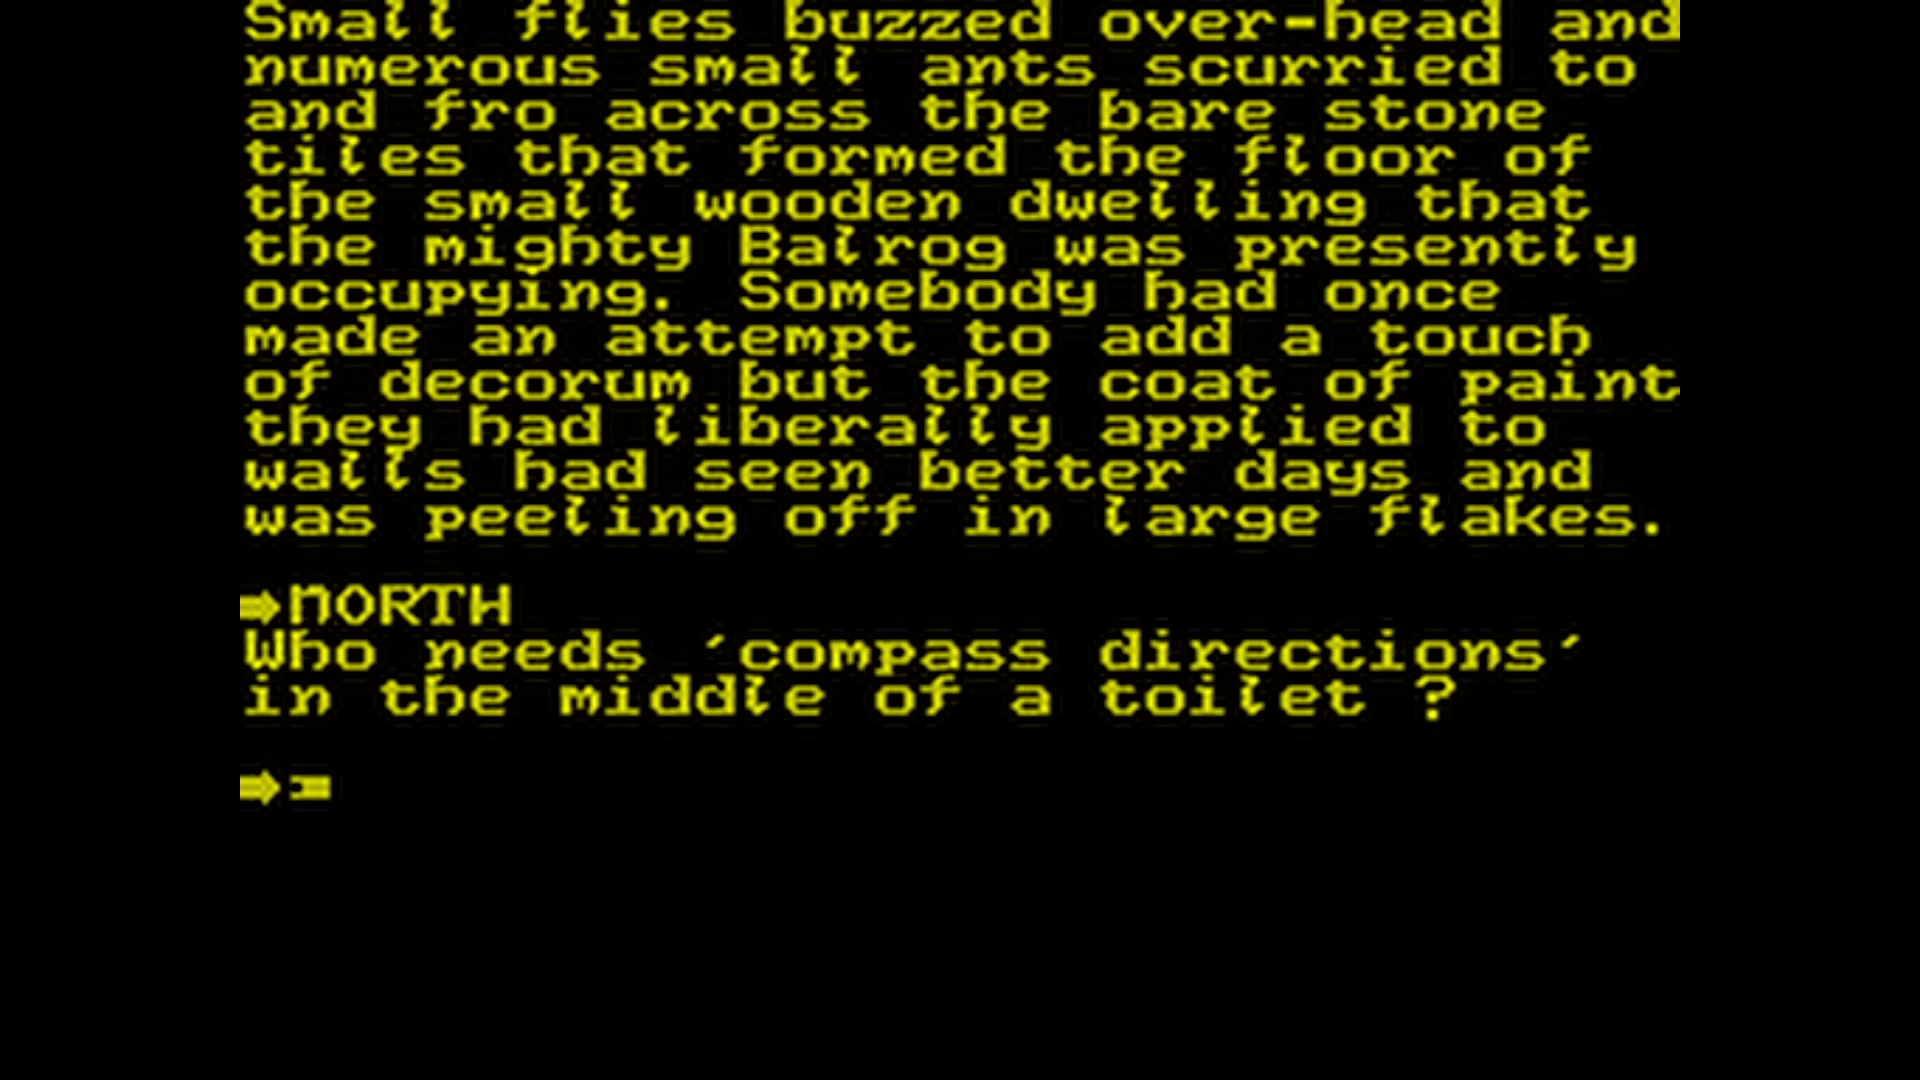 Small flies buzzed over-head and
numerous small ants scurried to
and fro across the bare stone
tiles that formed the floor of
the small wooden dwelling that
the mighty Balrog was presently
occupying. Somebody had once
made an attempt to add a touch
of decorum but the coat of paint
they had liberally applied to
walls had seen better days and
was peeling off in large flakes.
⇒NORTH
Who needs ´compass directions´
in the middle of a toilet ?
⇒